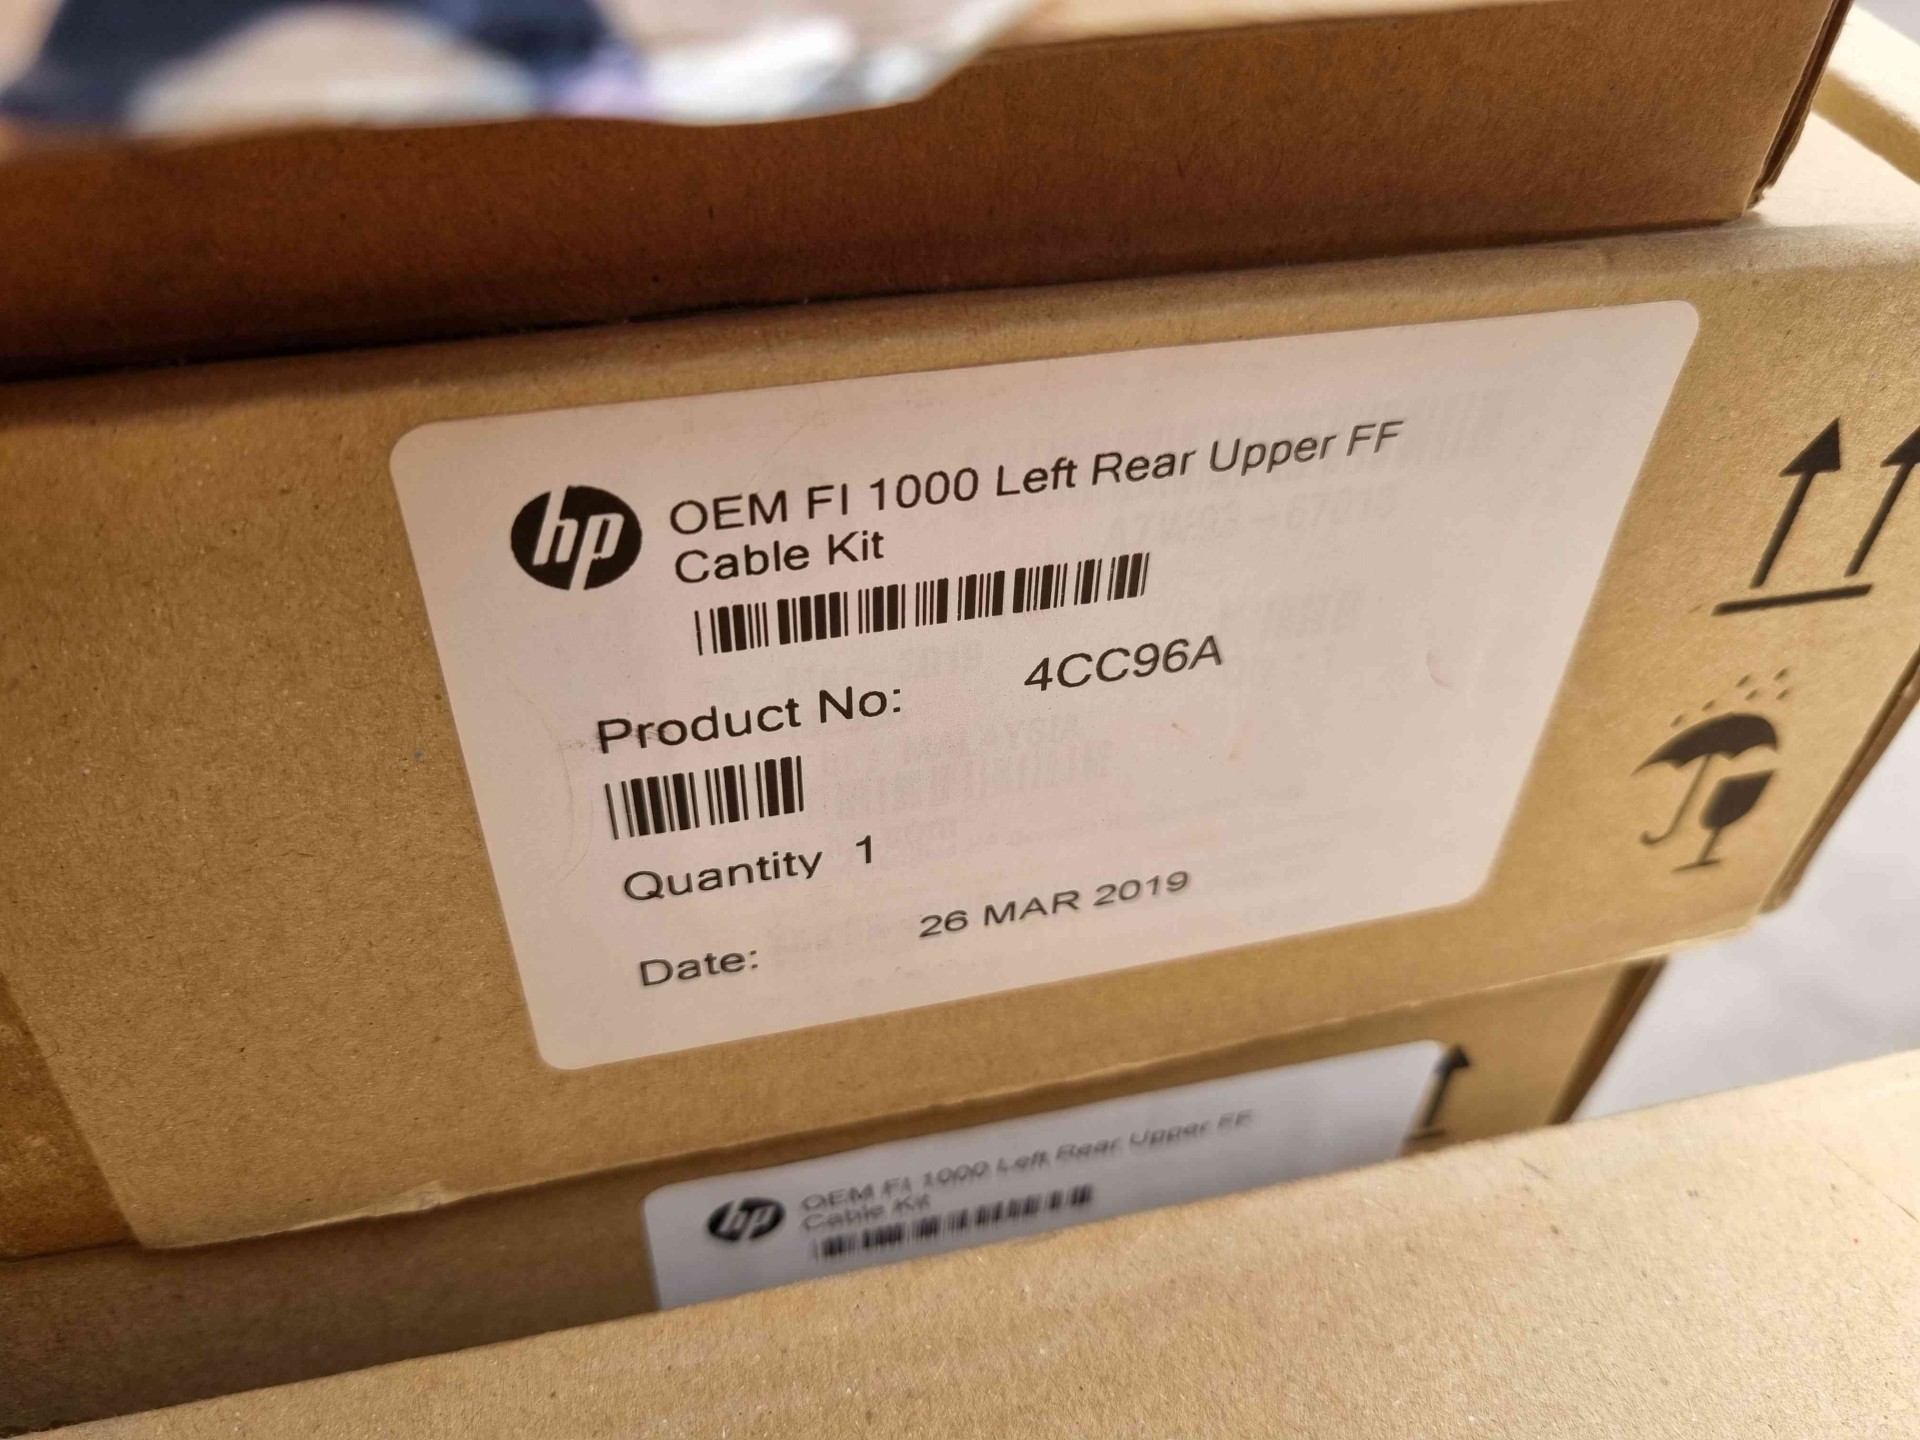 hp
OEM FI 1000 Left Rear Upper FF
Cable Kit
Product No: 4CC96A
Quantity 1
Date: 26 MAR 2019
hp
OEM FI 1000 Left Rear Upper FF
Cable Kit